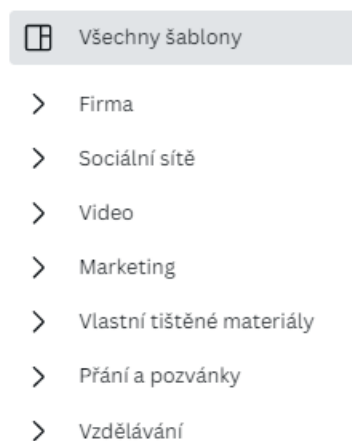 Všechny šablony
Firma
Sociální sítě
Video
Marketing
Vlastní tištěné materiály
Přání a pozvánky
Vzdělávání